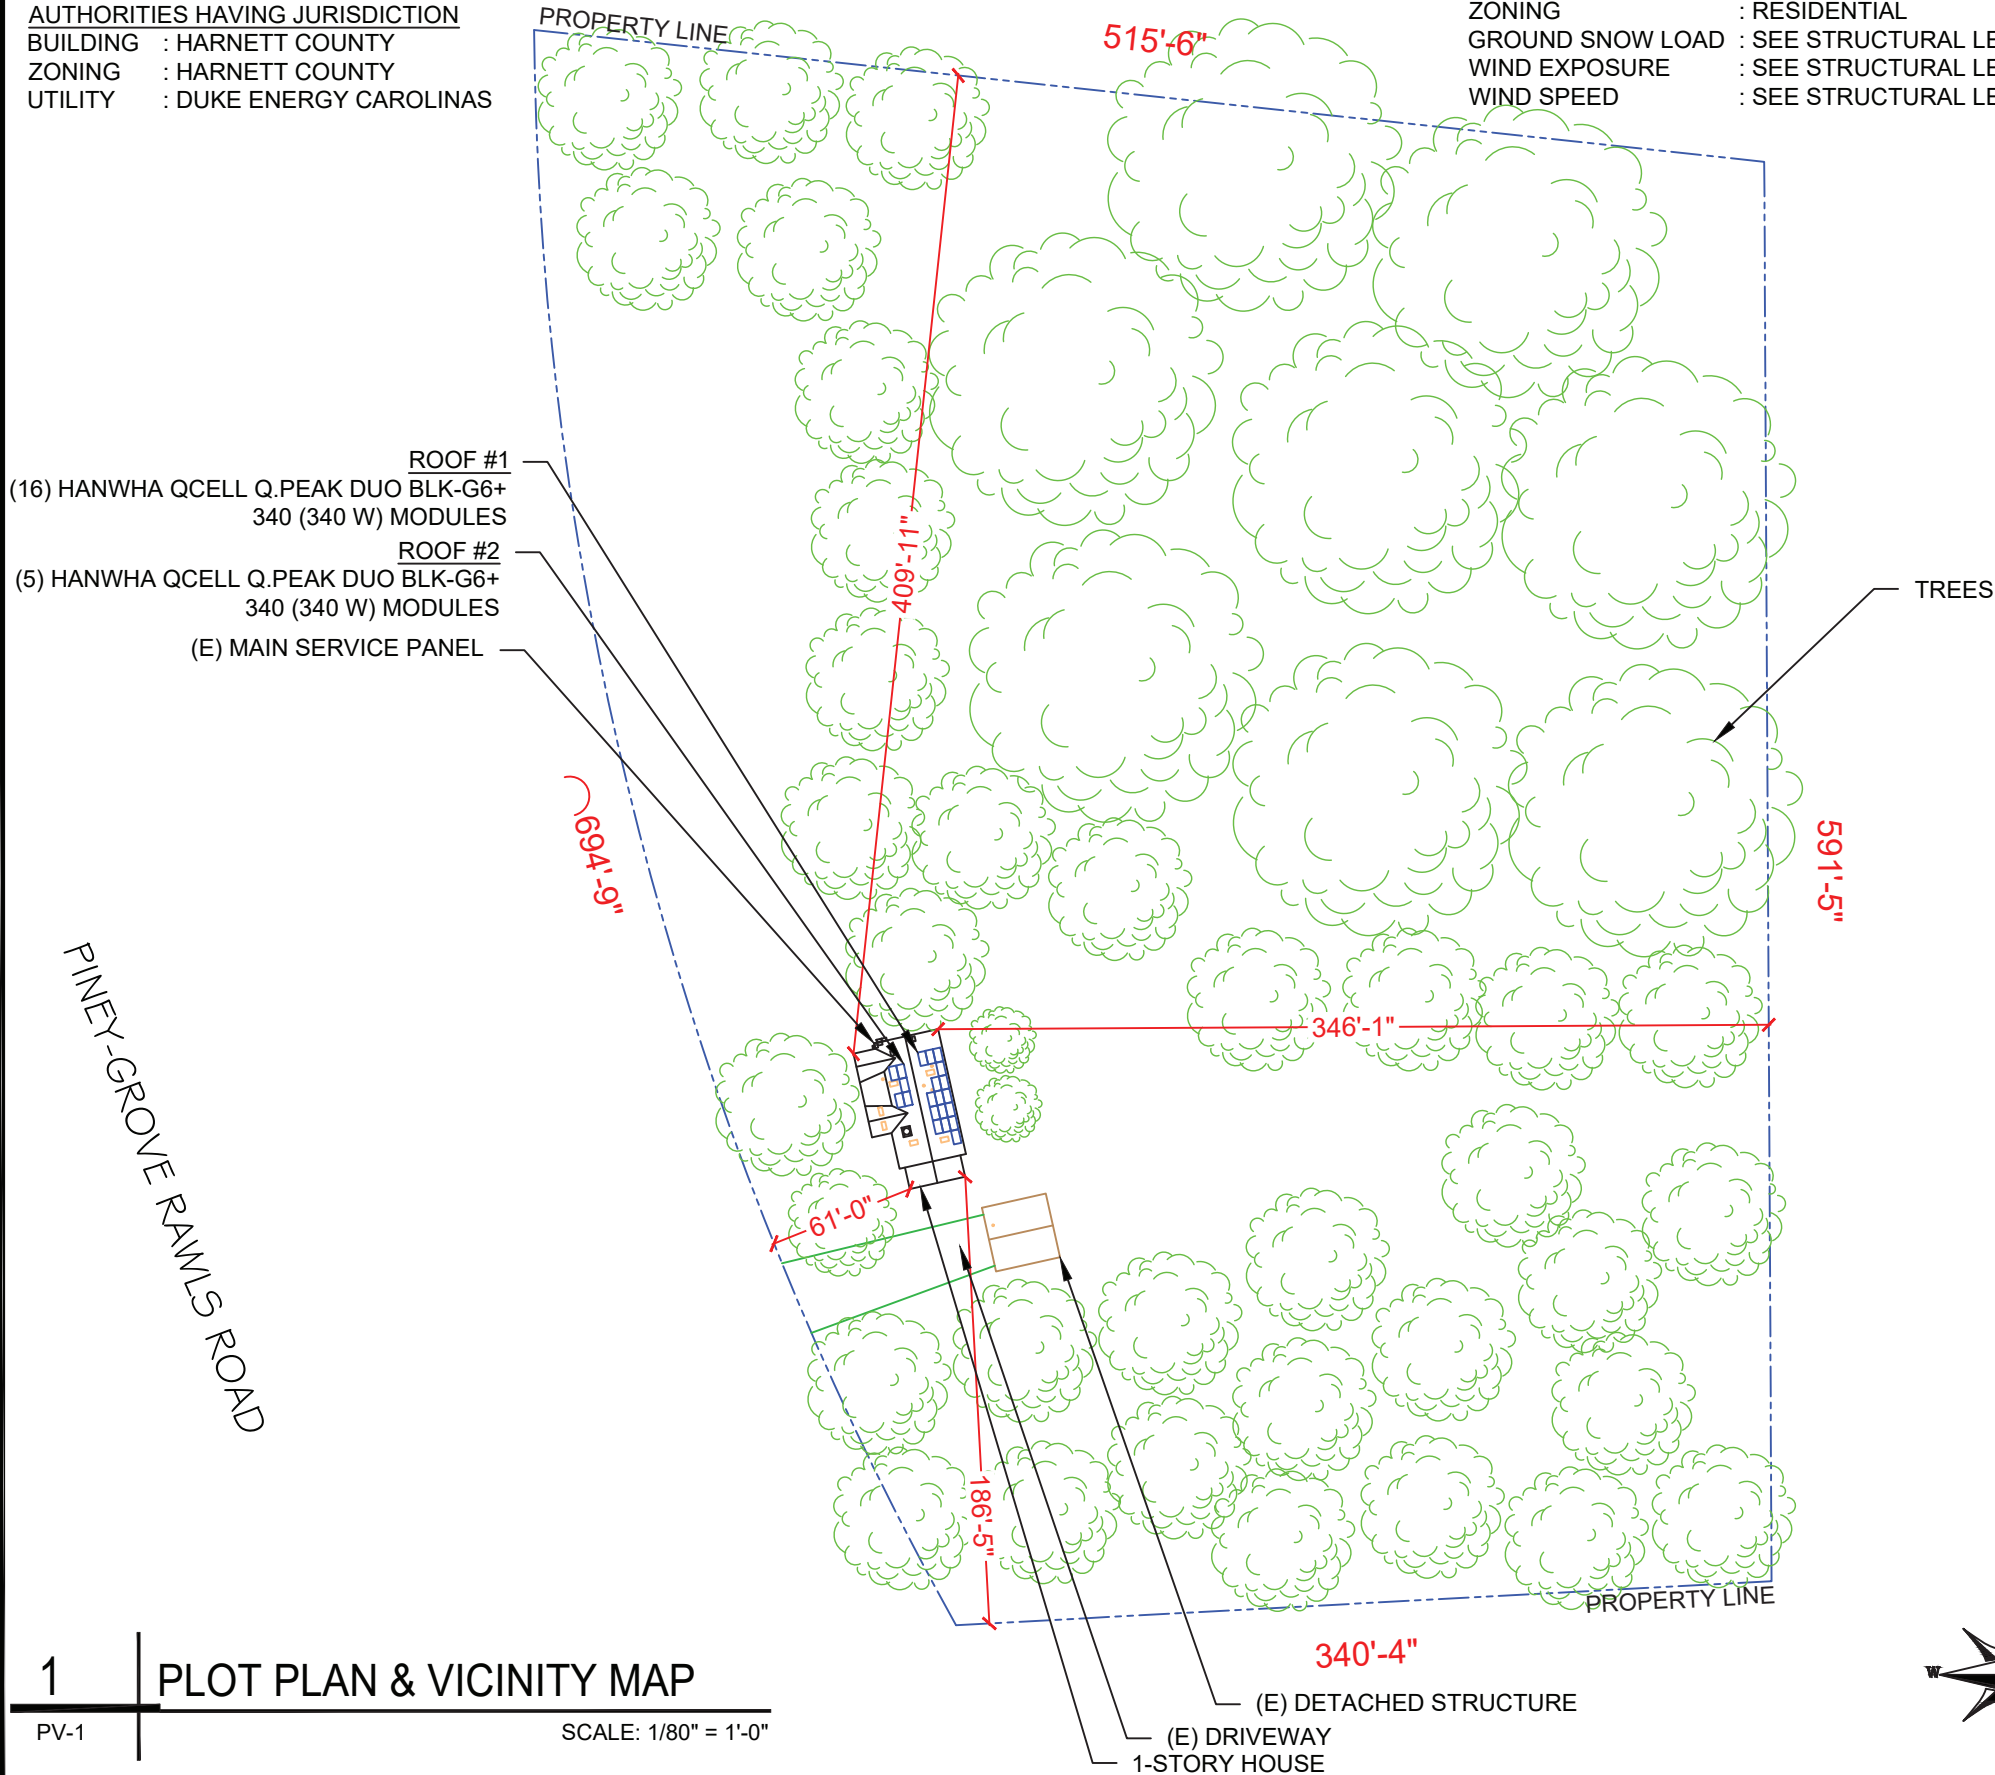 AUTHORITIES HAVING JURISDICTION
BUILDING : HARNETT COUNTY
ZONING : HARNETT COUNTY
UTILITY : DUKE ENERGY CAROLINAS
PROPERTY LINE
515'-6"
ZONING : RESIDENTIAL
GROUND SNOW LOAD : SEE STRUCTURAL
WIND EXPOSURE : SEE STRUCTURAL
WIND SPEED : SEE STRUCTURAL
ROOF #1
(16) HANWHA QCELL Q.PEAK DUO BLK-G6+
340 (340 W) MODULES
ROOF #2
(5) HANWHA QCELL Q.PEAK DUO BLK-G6+
340 (340 W) MODULES
(E) MAIN SERVICE PANEL
409'-11"
TREES
694'-9"
591'-5"
PINEY-GROVE RAWLS ROAD
346'-1"
61'-0"
186'-5"
PROPERTY LINE
340'-4"
(E) DETACHED STRUCTURE
(E) DRIVEWAY
1-STORY HOUSE
W
1
PLOT PLAN & VICINITY MAP
PV-1
SCALE: 1/80" = 1'-0"